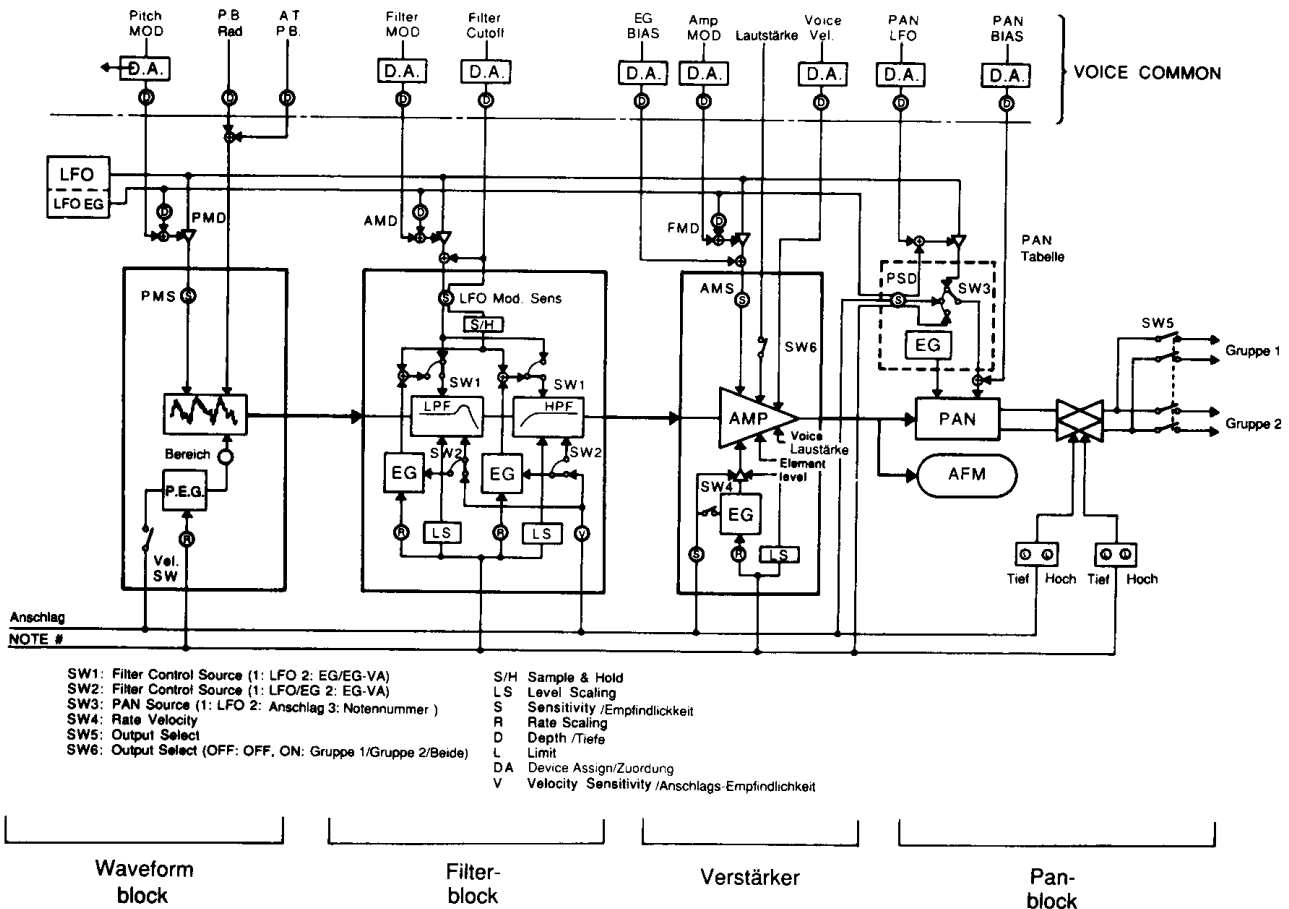 Pitch MOD
P.B Rad
A T P B.
Filter MOD
Filter Cutoff
EG BIAS
Amp MOD
Lautstärke
Voice Vel.
PAN LFO
PAN BIAS
D.A.
D.A.
D.A.
D.A.
D.A.
D.A.
D.A.
D.A.
VOICE COMMON
D
D
D
D
D
D
D
D
D
D
LFO
LFO EG
D
PMD
D
AMD
D
FMD
PAN Tabelle
PMS
S
S
LFO Mod. Sens
S/H
AMS
S
PSD
S
SW3
EG
SW1
SW1
SW6
SW5
Gruppe 1
Gruppe 2
LPF
HPF
AMP
PAN
AFM
Bereich
P.E.G.
SW2
SW2
EG
EG
Voice Lautstärke
Element level
SW4
EG
R
Vel. SW
R
LS
R
LS
V
S
R
LS
L
L
L
L
Tief
Hoch
Tief
Hoch
Anschlag
NOTE #
SW1: Filter Control Source (1: LFO 2: EG/EG-VA)
SW2: Filter Control Source (1: LFO/EG 2: EG-VA)
SW3: PAN Source (1: LFO 2: Anschlag 3: Notennummer )
SW4: Rate Velocity
SW5: Output Select
SW6: Output Select (OFF: OFF, ON: Gruppe 1/Gruppe 2/Beide)
S/H Sample & Hold
LS Level Scaling
S Sensitivity /Empfindlickkeit
R Rate Scaling
D Depth /Tiefe
L Limit
DA Device Assign/Zuordung
V Velocity Sensitivity /Anschlags-Empfindlichkeit
Waveform
block
Filter-
block
Verstärker
Pan-
block